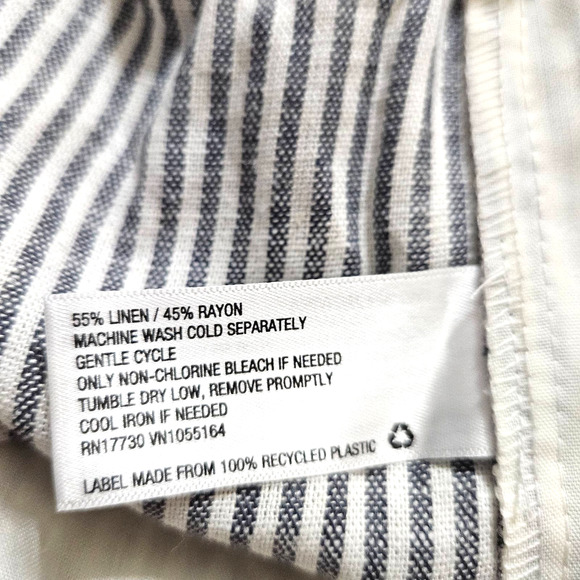 55% LINEN / 45% RAYON
MACHINE WASH COLD SEPARATELY
GENTLE CYCLE
ONLY NON-CHLORINE BLEACH IF NEEDED
TUMBLE DRY LOW, REMOVE PROMPTLY
COOL IRON IF NEEDED
RN17730 VN1055164
LABEL MADE FROM 100% RECYCLED PLASTIC